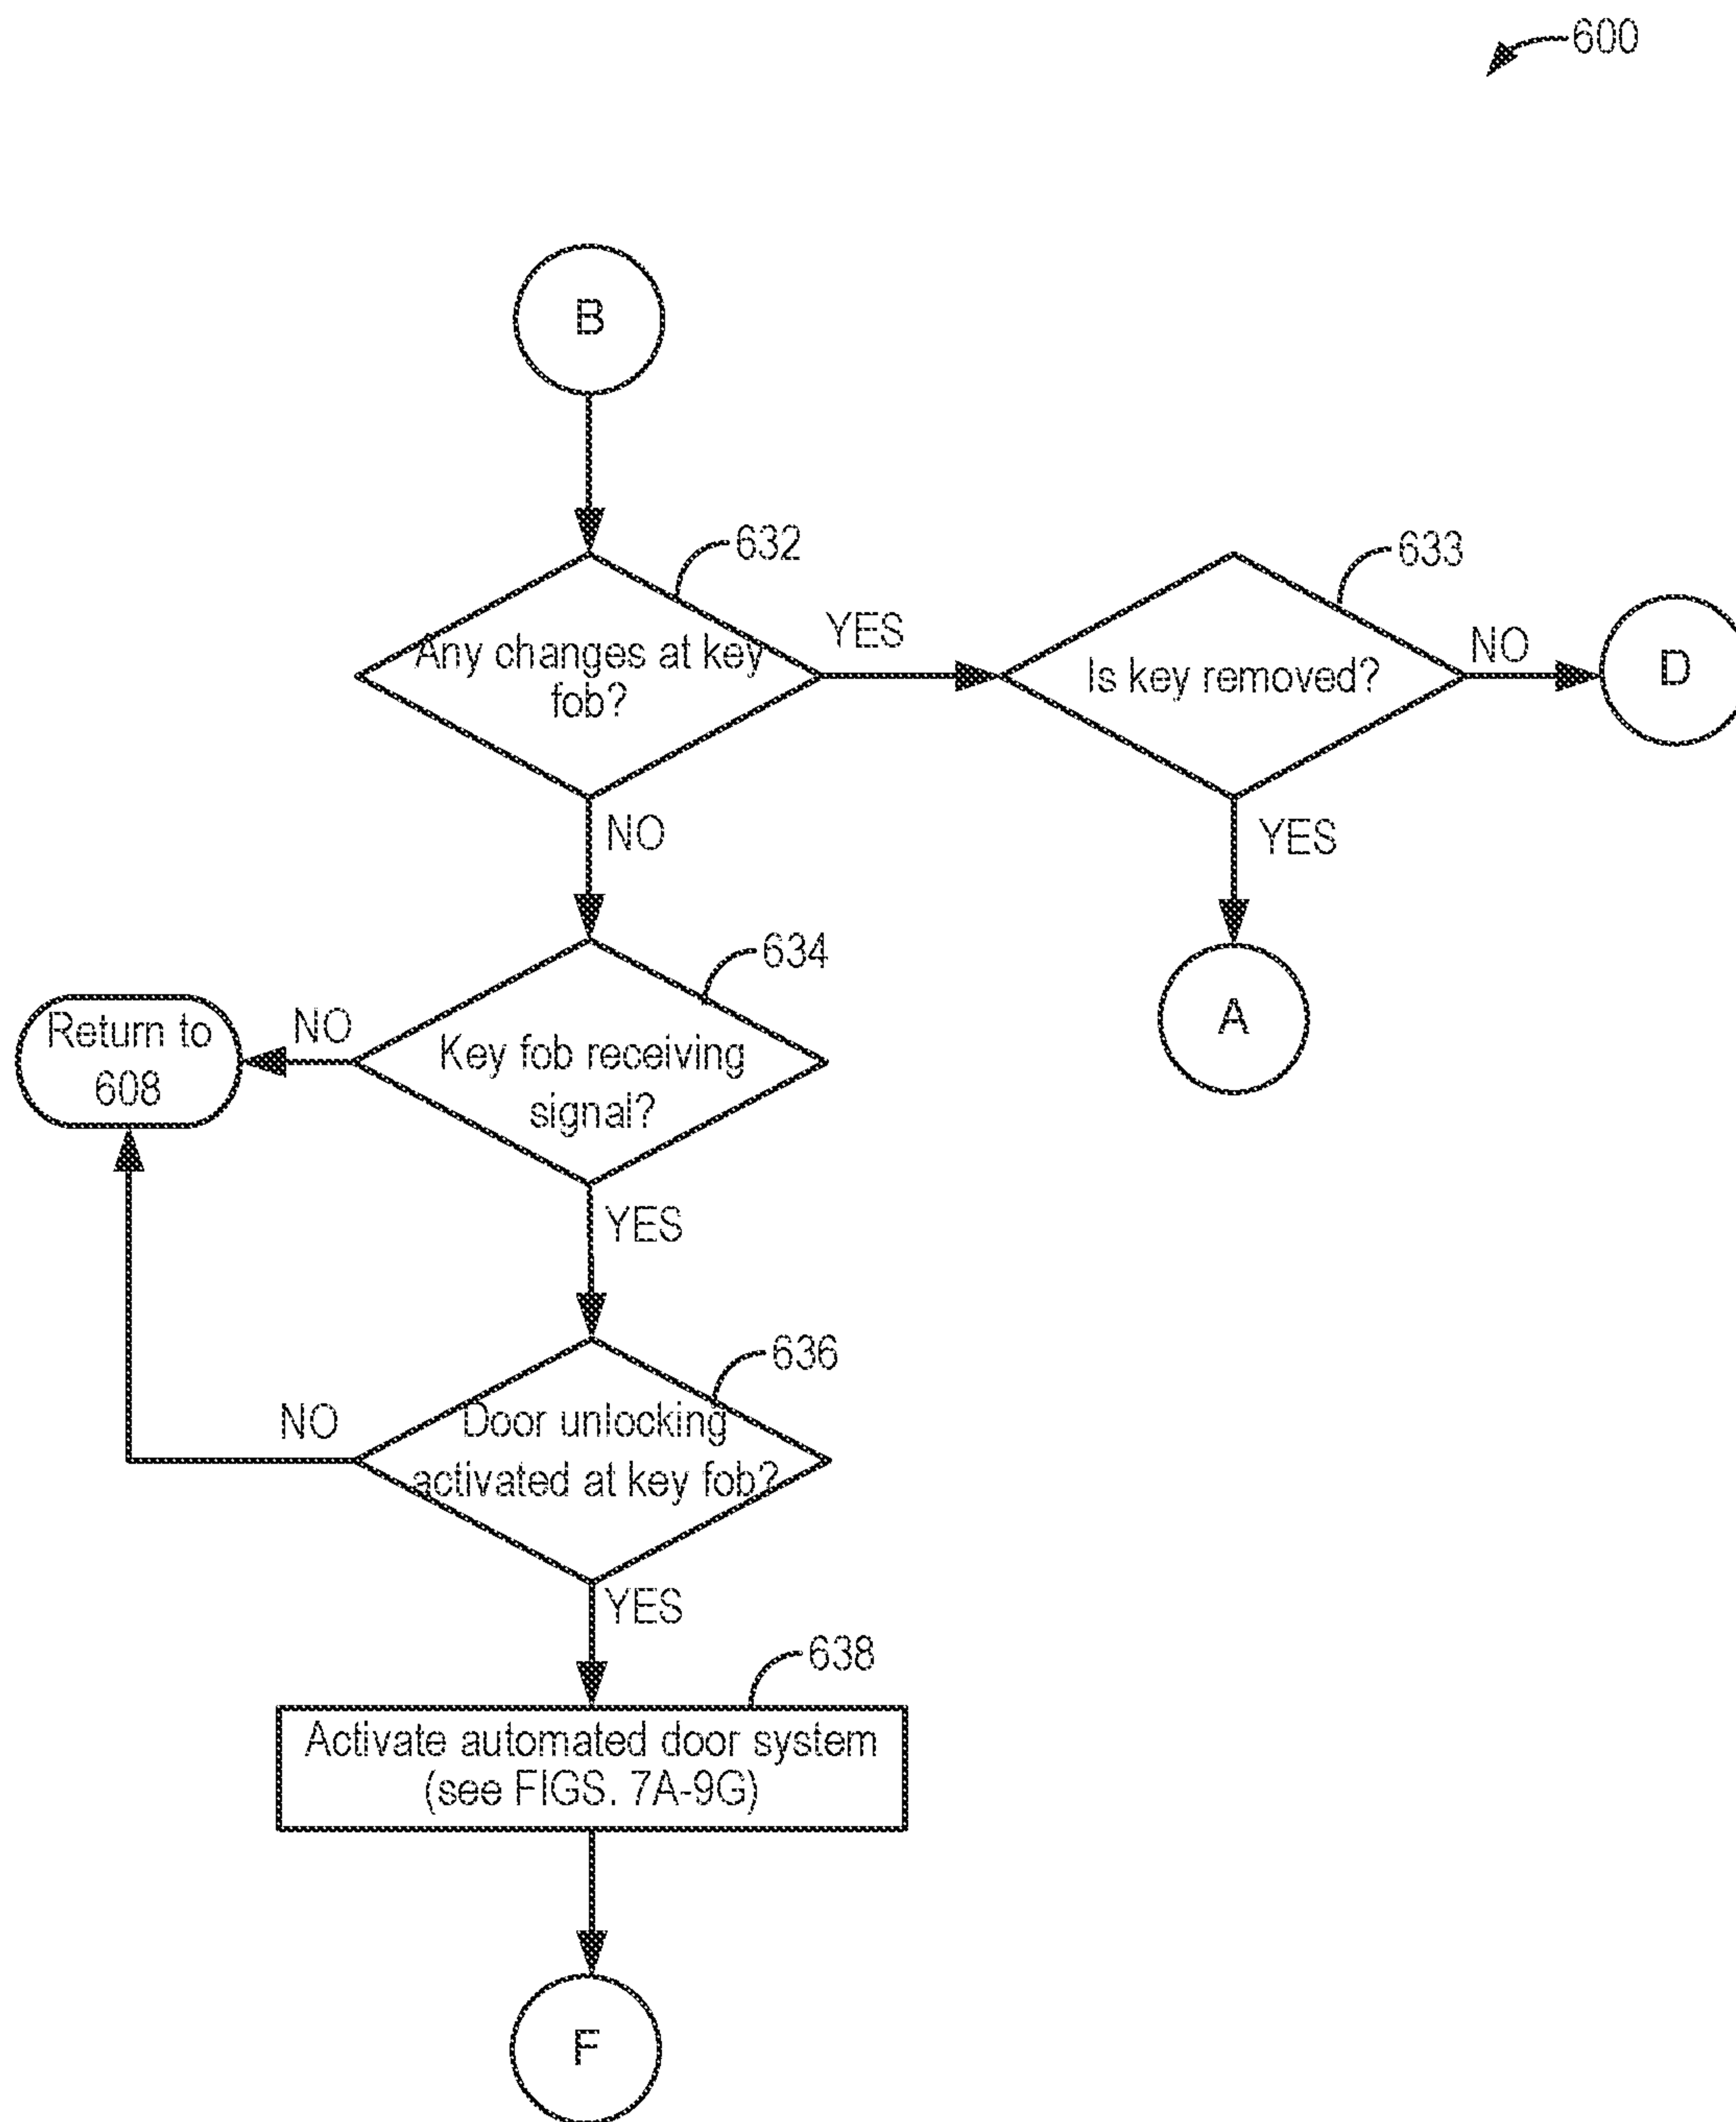 600
B
632
Any changes at key
fob?
YES
633
Is key removed?
NO
D
NO
YES
A
634
Key fob receiving
signal?
NO
Return to
608
YES
636
Door unlocking
activated at key fob?
NO
YES
638
Activate automated door system
(see FIGS. 7A-9G)
F